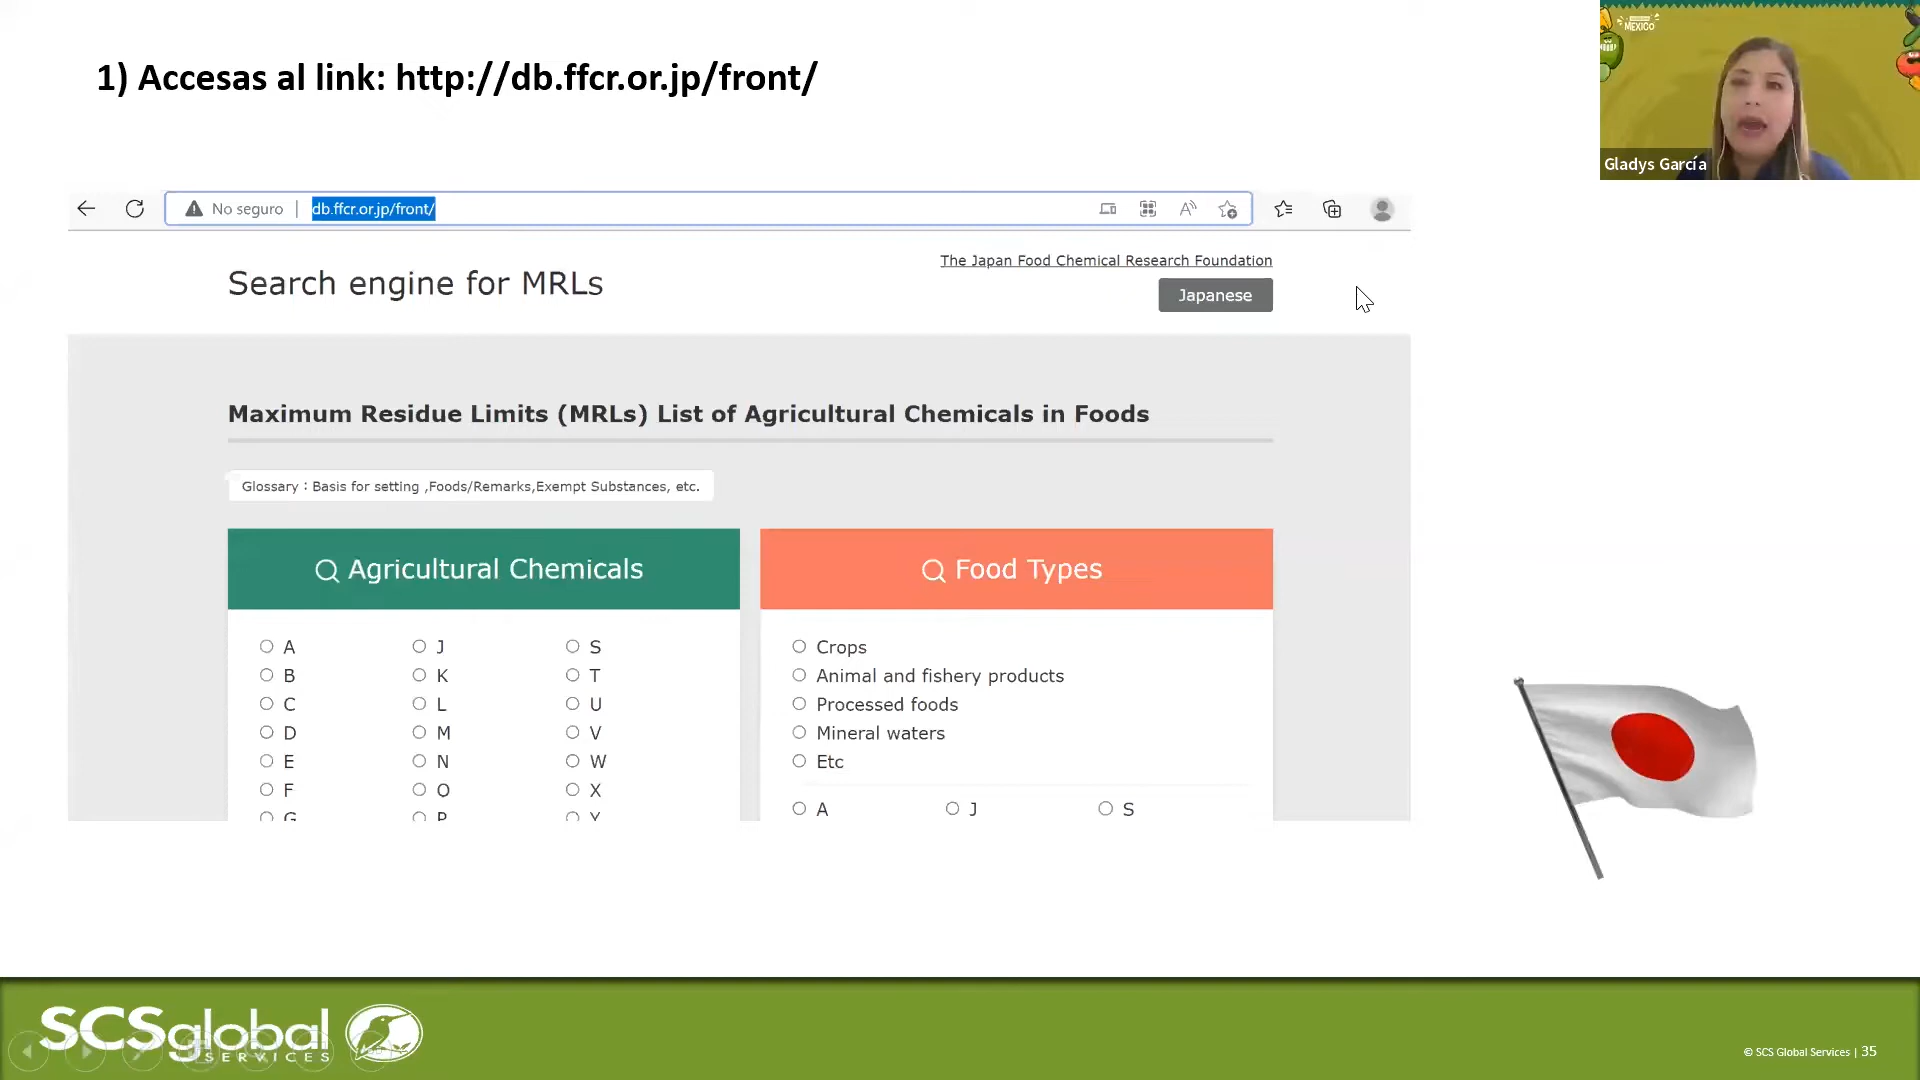 1) Accesas al link: http://db.ffcr.or.jp/front/
MEXICO
Gladys García
No seguro | db.ffcr.or.jp/front/
The Japan Food Chemical Research Foundation
Search engine for MRLs
Japanese
Maximum Residue Limits (MRLs) List of Agricultural Chemicals in Foods
Glossary : Basis for setting ,Foods/Remarks,Exempt Substances, etc.
Agricultural Chemicals
A J S
B K T
C L U
D M V
E N W
F O X
G P Y
Food Types
Crops
Animal and fishery products
Processed foods
Mineral waters
Etc
A J S
SCSglobal
SERVICES
© SCS Global Services | 35